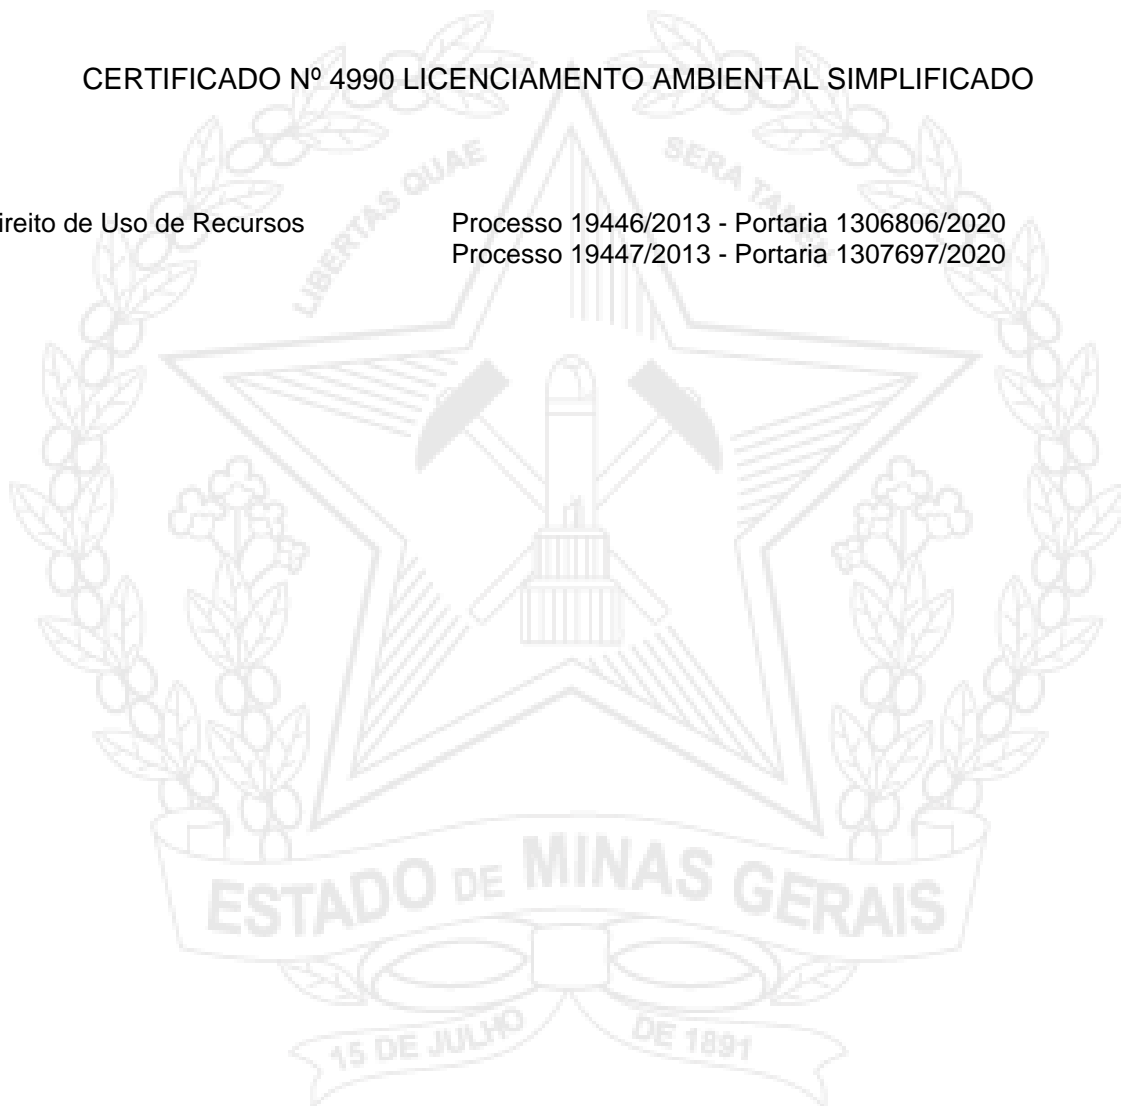 CERTIFICADO Nº 4990 LICENCIAMENTO AMBIENTAL SIMPLIFICADO
LIBERTAS QUAE SERA TAMEN
ireito de Uso de Recursos Processo 19446/2013 - Portaria 1306806/2020
Processo 19447/2013 - Portaria 1307697/2020
ESTADO DE MINAS GERAIS
15 DE JULHO DE 1891